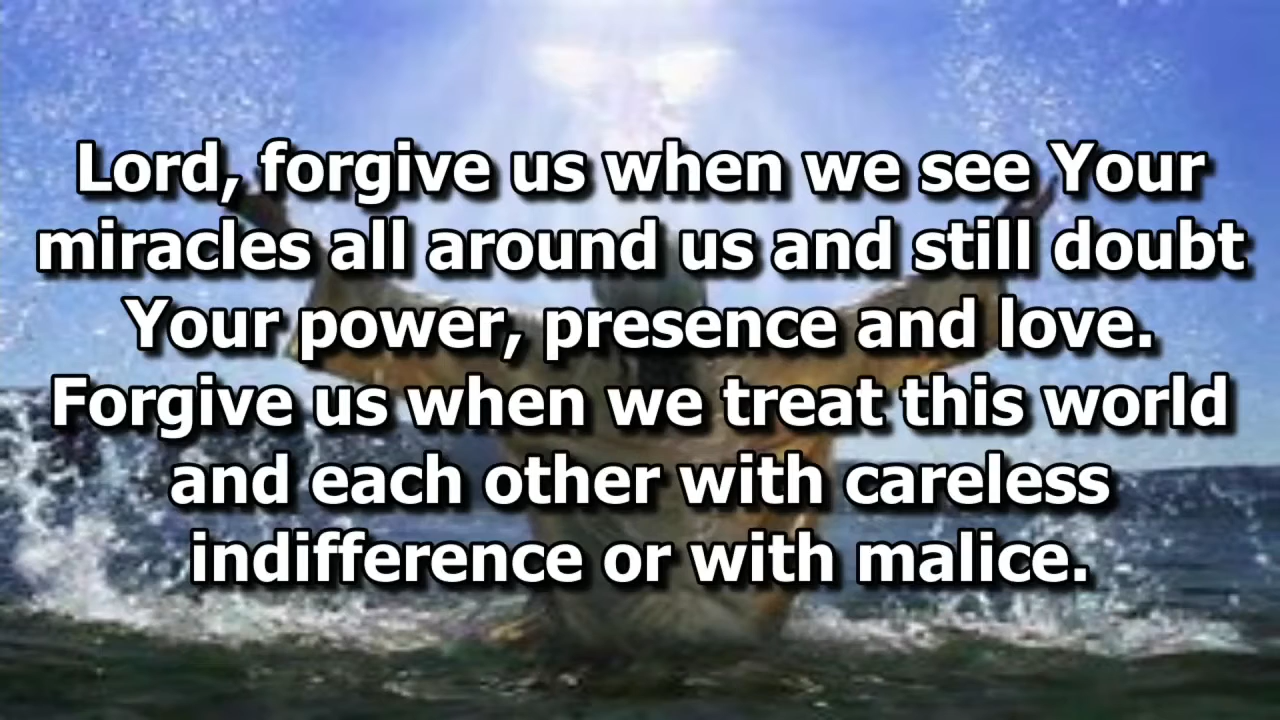 Lord, forgive us when we see Your
miracles all around us and still doubt
Your power, presence and love.
Forgive us when we treat this world
and each other with careless
indifference or with malice.